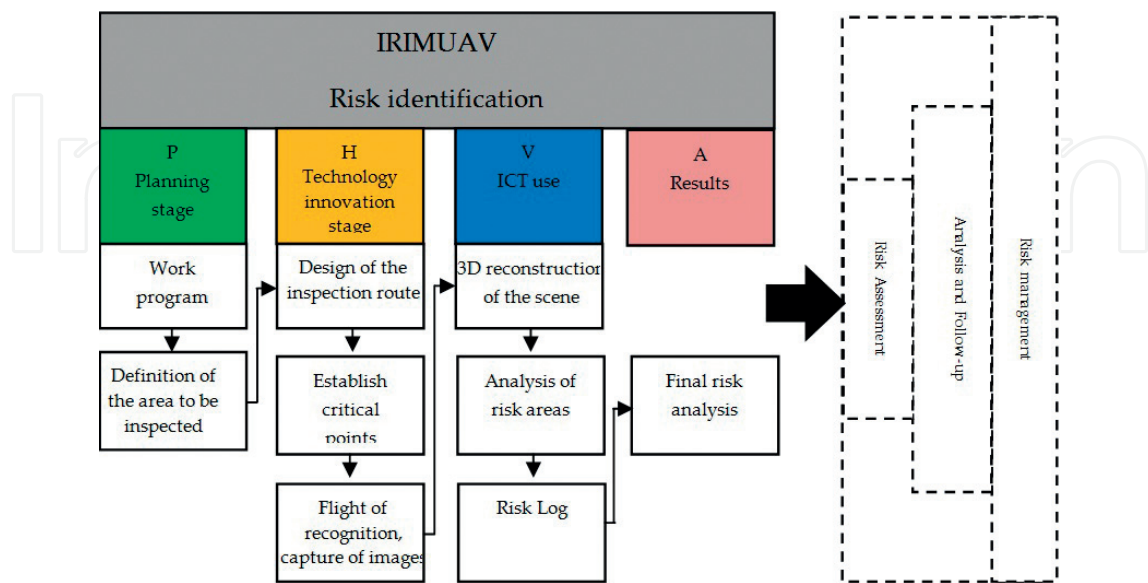 IRIMUAV
Risk identification
P
Planning
stage
H
Technology
innovation
stage
V
ICT use
A
Results
Work
program
Definition of
the area to be
inspected
Design of the
inspection route
Establish
critical
points
Flight of
recognition,
capture of images
3D reconstruction
of the scene
Analysis of
risk areas
Risk Log
Final risk
analysis
Risk Assessment
Analysis and Follow-up
Risk management